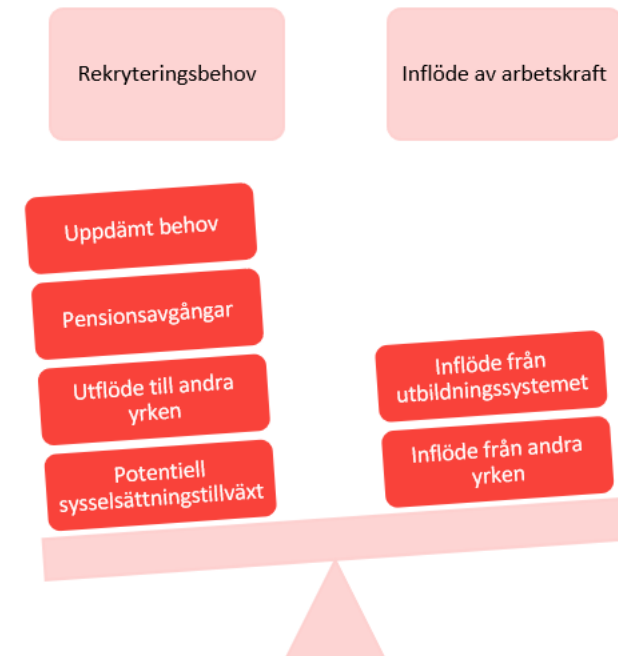 Rekryteringsbehov
Inflöde av arbetskraft
Uppdämt behov
Pensionsavgångar
Utflöde till andra
yrken
Potentiell
sysselsättningstillväxt
Inflöde från
utbildningssystemet
Inflöde från andra
yrken